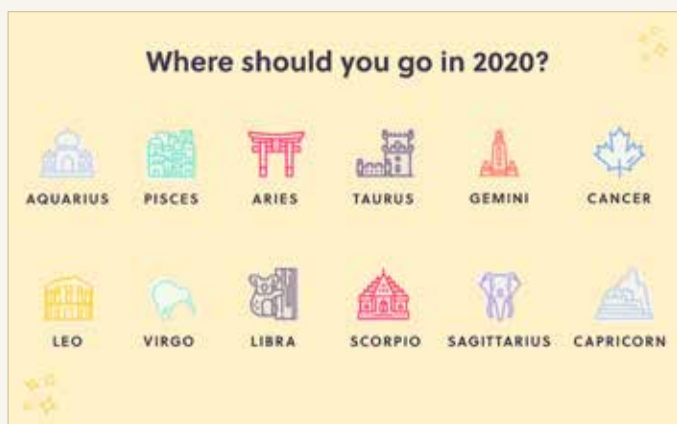 Where should you go in 2020?
AQUARIUS PISCES ARIES TAURUS GEMINI CANCER
LEO VIRGO LIBRA SCORPIO SAGITTARIUS CAPRICORN